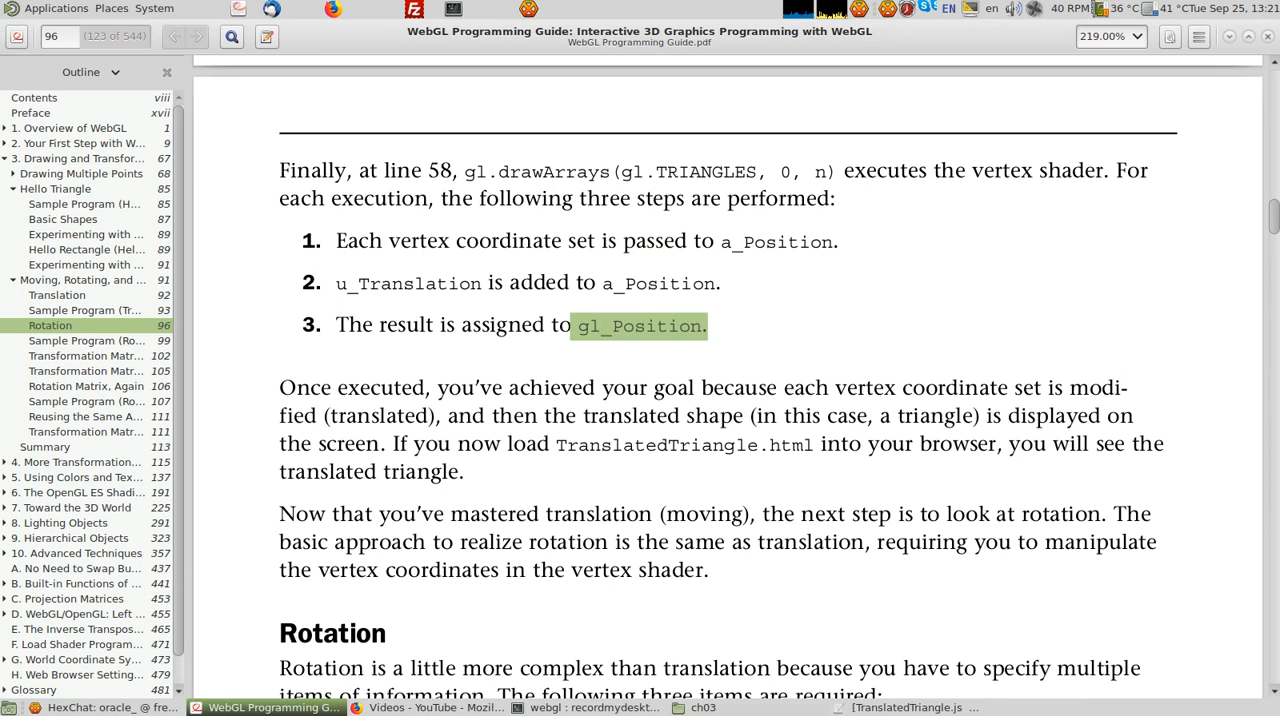 Applications Places System EN en 40 RPM 36 °C 41 °C Tue Sep 25, 13:21
96 (123 of 544) WebGL Programming Guide: Interactive 3D Graphics Programming with WebGL 219.00%
WebGL Programming Guide.pdf
Outline
Contents viii
Preface xvii
1. Overview of WebGL 1
2. Your First Step with W... 9
3. Drawing and Transfor... 67
Drawing Multiple Points 68
Hello Triangle 85
Sample Program (H... 85
Basic Shapes 87
Experimenting with ... 89
Hello Rectangle (Hel... 89
Experimenting with ... 89
Moving, Rotating, and ... 91
Translation 92
Sample Program (Tr... 93
Rotation 96
Sample Program (Ro... 99
Transformation Matr... 102
Transformation Matr... 105
Rotation Matrix, Again 106
Sample Program (Ro... 107
Reusing the Same A... 111
Transformation Matr... 111
Summary 113
4. More Transformation... 115
5. Using Colors and Tex... 137
6. The OpenGL ES Shadi... 191
7. Toward the 3D World 225
8. Lighting Objects 291
9. Hierarchical Objects 323
10. Advanced Techniques 357
A. No Need to Swap Bu... 437
B. Built-in Functions of ... 441
C. Projection Matrices 453
D. WebGL/OpenGL: Left ... 455
E. The Inverse Transpos... 465
F. Load Shader Program... 471
G. World Coordinate Sy... 473
H. Web Browser Setting... 479
Glossary 481
Finally, at line 58, gl.drawArrays(gl.TRIANGLES, 0, n) executes the vertex shader. For
each execution, the following three steps are performed:
1. Each vertex coordinate set is passed to a_Position.
2. u_Translation is added to a_Position.
3. The result is assigned to gl_Position.
Once executed, you’ve achieved your goal because each vertex coordinate set is modi-
fied (translated), and then the translated shape (in this case, a triangle) is displayed on
the screen. If you now load TranslatedTriangle.html into your browser, you will see the
translated triangle.
Now that you’ve mastered translation (moving), the next step is to look at rotation. The
basic approach to realize rotation is the same as translation, requiring you to manipulate
the vertex coordinates in the vertex shader.
Rotation
Rotation is a little more complex than translation because you have to specify multiple
items of information. The following three items are required:
HexChat: oracle_ @ fre... WebGL Programming G... Videos - YouTube - Mozil... webgl : recordmydeskt... ch03 [TranslatedTriangle.js ...